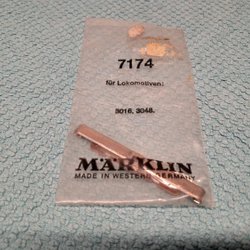 7174
für Lokomotiven:
3016, 3048.
MÄRKLIN
MADE IN WESTERN GERMANY